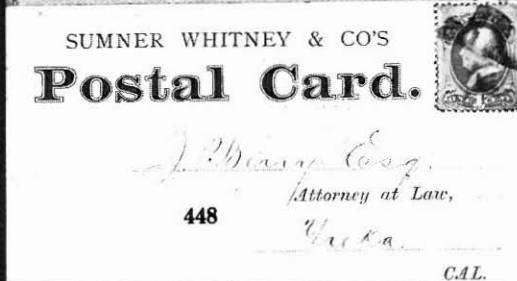 SUMNER WHITNEY & CO'S
Postal Card.
J. Berry Esq.
Attorney at Law,
448
Yreka
CAL.